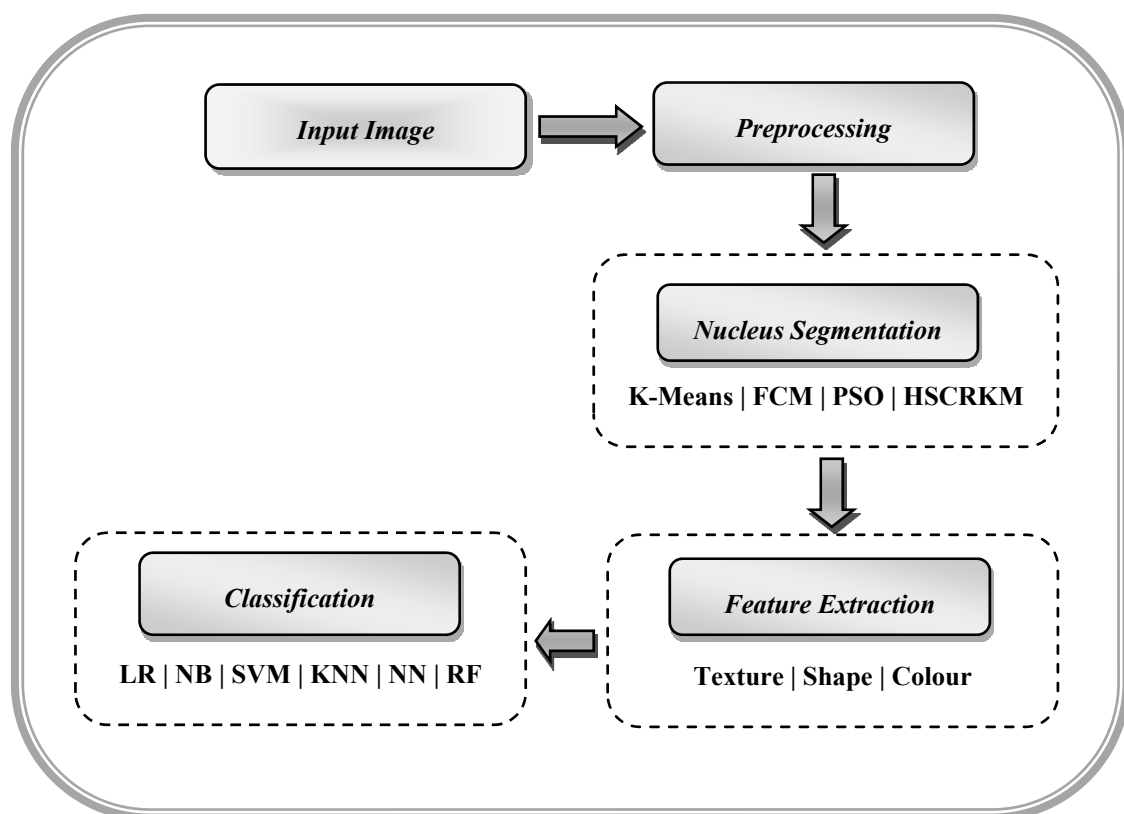 Input Image
Preprocessing
Nucleus Segmentation
K-Means | FCM | PSO | HSCRKM
Feature Extraction
Texture | Shape | Colour
Classification
LR | NB | SVM | KNN | NN | RF